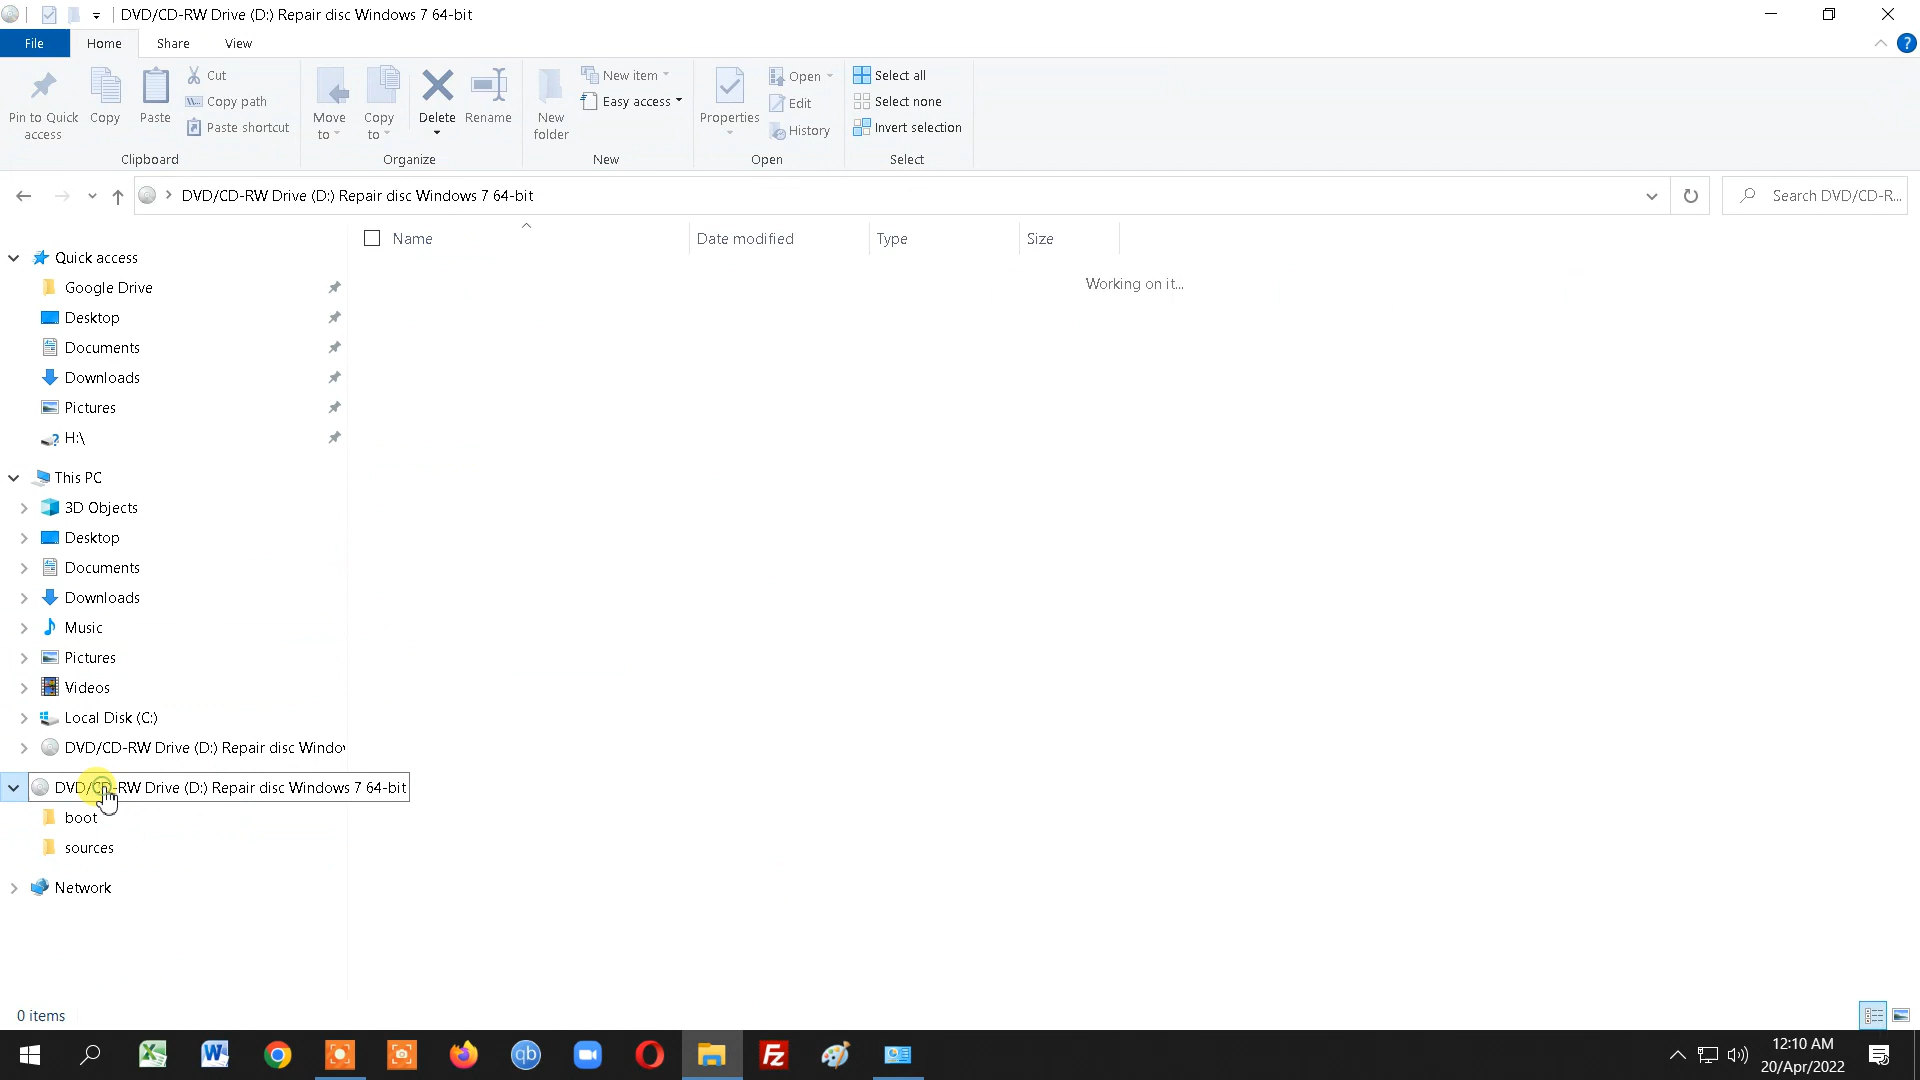 DVD/CD-RW Drive (D:) Repair disc Windows 7 64-bit
File Home Share View
Pin to Quick access
Copy
Paste
Cut
Copy path
Paste shortcut
Clipboard
Move to
Copy to
Delete
Rename
Organize
New folder
New item
Easy access
New
Properties
Open
Edit
History
Open
Select all
Select none
Invert selection
Select
DVD/CD-RW Drive (D:) Repair disc Windows 7 64-bit
Search DVD/CD-R...
Name Date modified Type Size
Working on it...
Quick access
Google Drive
Desktop
Documents
Downloads
Pictures
H:\
This PC
3D Objects
Desktop
Documents
Downloads
Music
Pictures
Videos
Local Disk (C:)
DVD/CD-RW Drive (D:) Repair disc Windo
DVD/CD-RW Drive (D:) Repair disc Windows 7 64-bit
boot
sources
Network
0 items
12:10 AM
20/Apr/2022